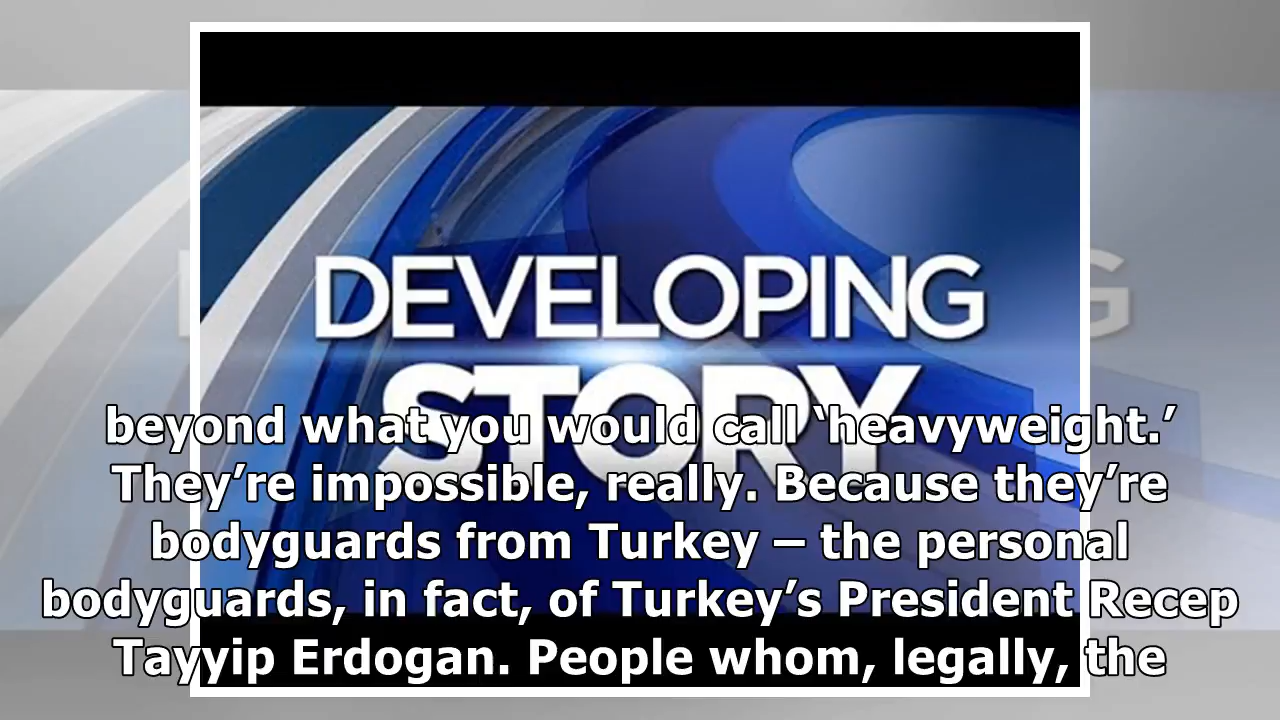 DEVELOPING
STORY
beyond what you would call ‘heavyweight.’
They’re impossible, really. Because they’re
bodyguards from Turkey – the personal
bodyguards, in fact, of Turkey’s President Recep
Tayyip Erdogan. People whom, legally, the
G